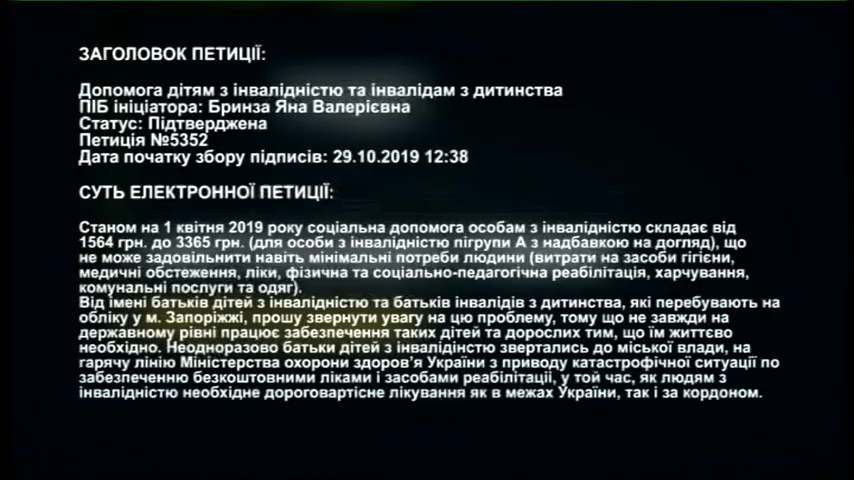 ЗАГОЛОВОК ПЕТИЦІЇ:
Допомога дітям з інвалідністю та інвалідам з дитинства
ПІБ ініціатора: Бринза Яна Валерієвна
Статус: Підтверджена
Петиція №5352
Дата початку збору підписів: 29.10.2019 12:38
СУТЬ ЕЛЕКТРОННОЇ ПЕТИЦІЇ:
Станом на 1 квітня 2019 року соціальна допомога особам з інвалідністю складає від
1564 грн. до 3365 грн. (для особи з інвалідністю пігрупи А з надбавкою на догляд), що
не може задовільнити навіть мінімальні потреби людини (витрати на засоби гігієни,
медичні обстеження, ліки, фізична та соціально-педагогічна реабілітація, харчування,
комунальні послуги та одяг).
Від імені батьків дітей з інвалідністю та батьків інвалідів з дитинства, які перебувають на
обліку у м. Запоріжжі, прошу звернути увагу на цю проблему, тому що не завжди на
державному рівні працює забезпечення таких дітей та дорослих тим, що їм життєво
необхідно. Неодноразово батьки дітей з інвалідінстю звертались до міської влади, на
гарячу лінію Міністерства охорони здоров'я України з приводу катастрофічної ситуації по
забезпеченню безкоштовними ліками і засобами реабілітації, у той час, як людям з
інвалідністю необхідне дороговартісне лікування як в межах України, так і за кордоном.